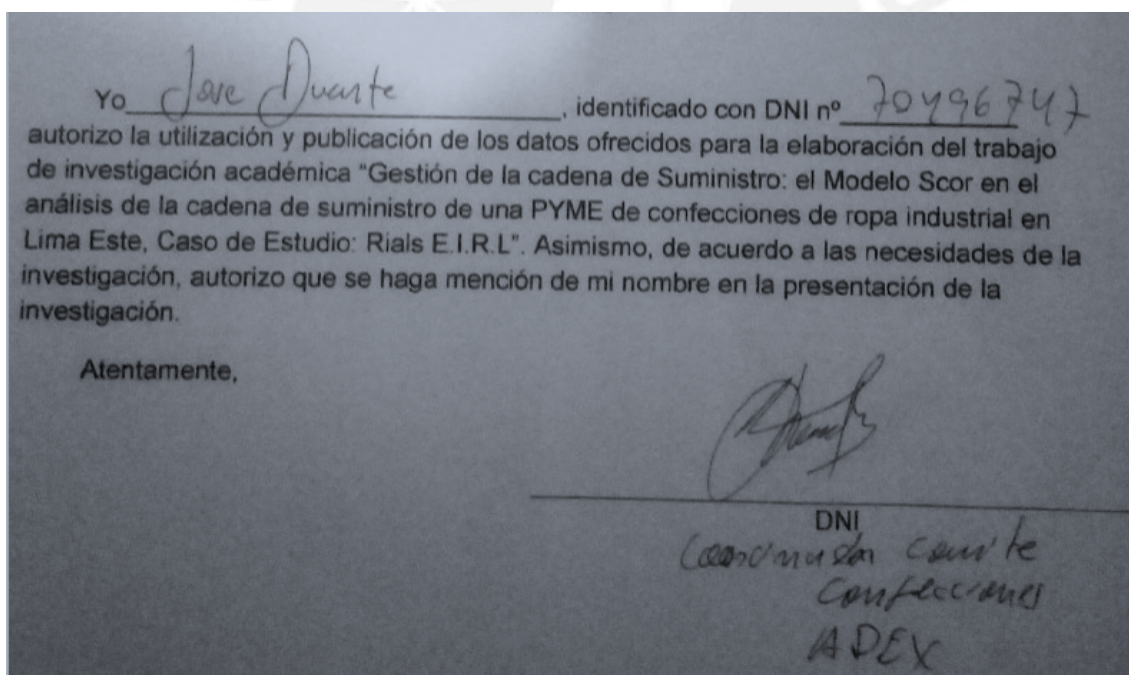 Yo Jose Duarte, identificado con DNI nº 70496747
autorizo la utilización y publicación de los datos ofrecidos para la elaboración del trabajo
de investigación académica “Gestión de la cadena de Suministro: el Modelo Scor en el
análisis de la cadena de suministro de una PYME de confecciones de ropa industrial en
Lima Este, Caso de Estudio: Rials E.I.R.L”. Asimismo, de acuerdo a las necesidades de la
investigación, autorizo que se haga mención de mi nombre en la presentación de la
investigación.
Atentamente,
DNI
Confecciones
ADEX